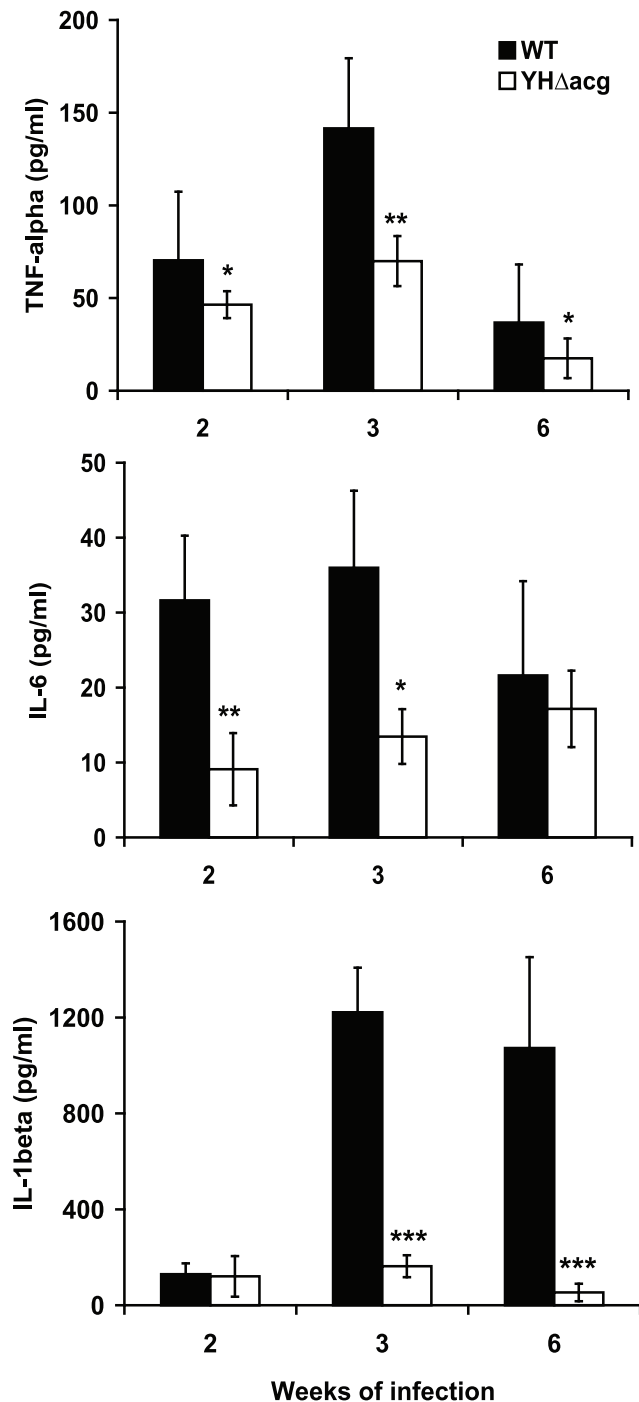 200
WT
YHΔacg
150
TNF-alpha (pg/ml)
100
**
*
50
*
0
2 3 6
50
40
30
IL-6 (pg/ml)
20
**
*
10
0
2 3 6
1600
1200
IL-1beta (pg/ml)
800
400
***
***
0
2 3 6
Weeks of infection